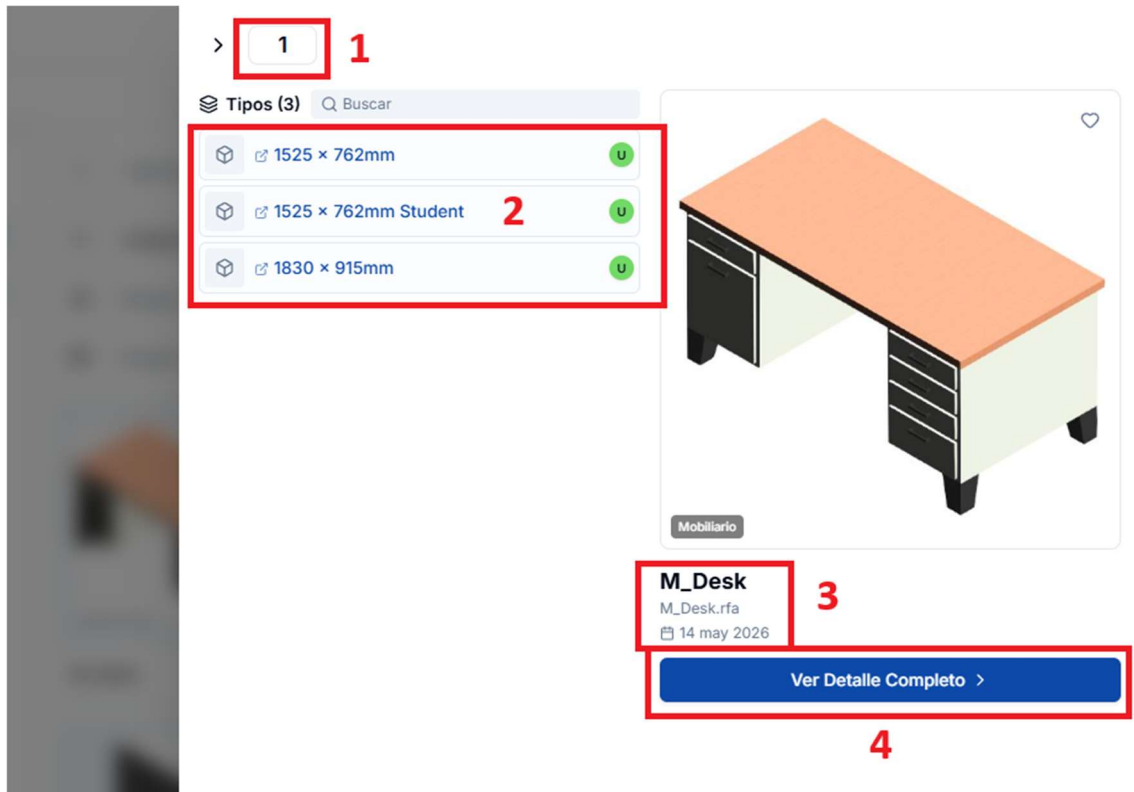 1
1
Tipos (3)
Buscar
1525 × 762mm
U
1525 × 762mm Student
U
2
1830 × 915mm
U
Mobiliario
M_Desk
M_Desk.rfa
14 may 2026
3
Ver Detalle Completo
4